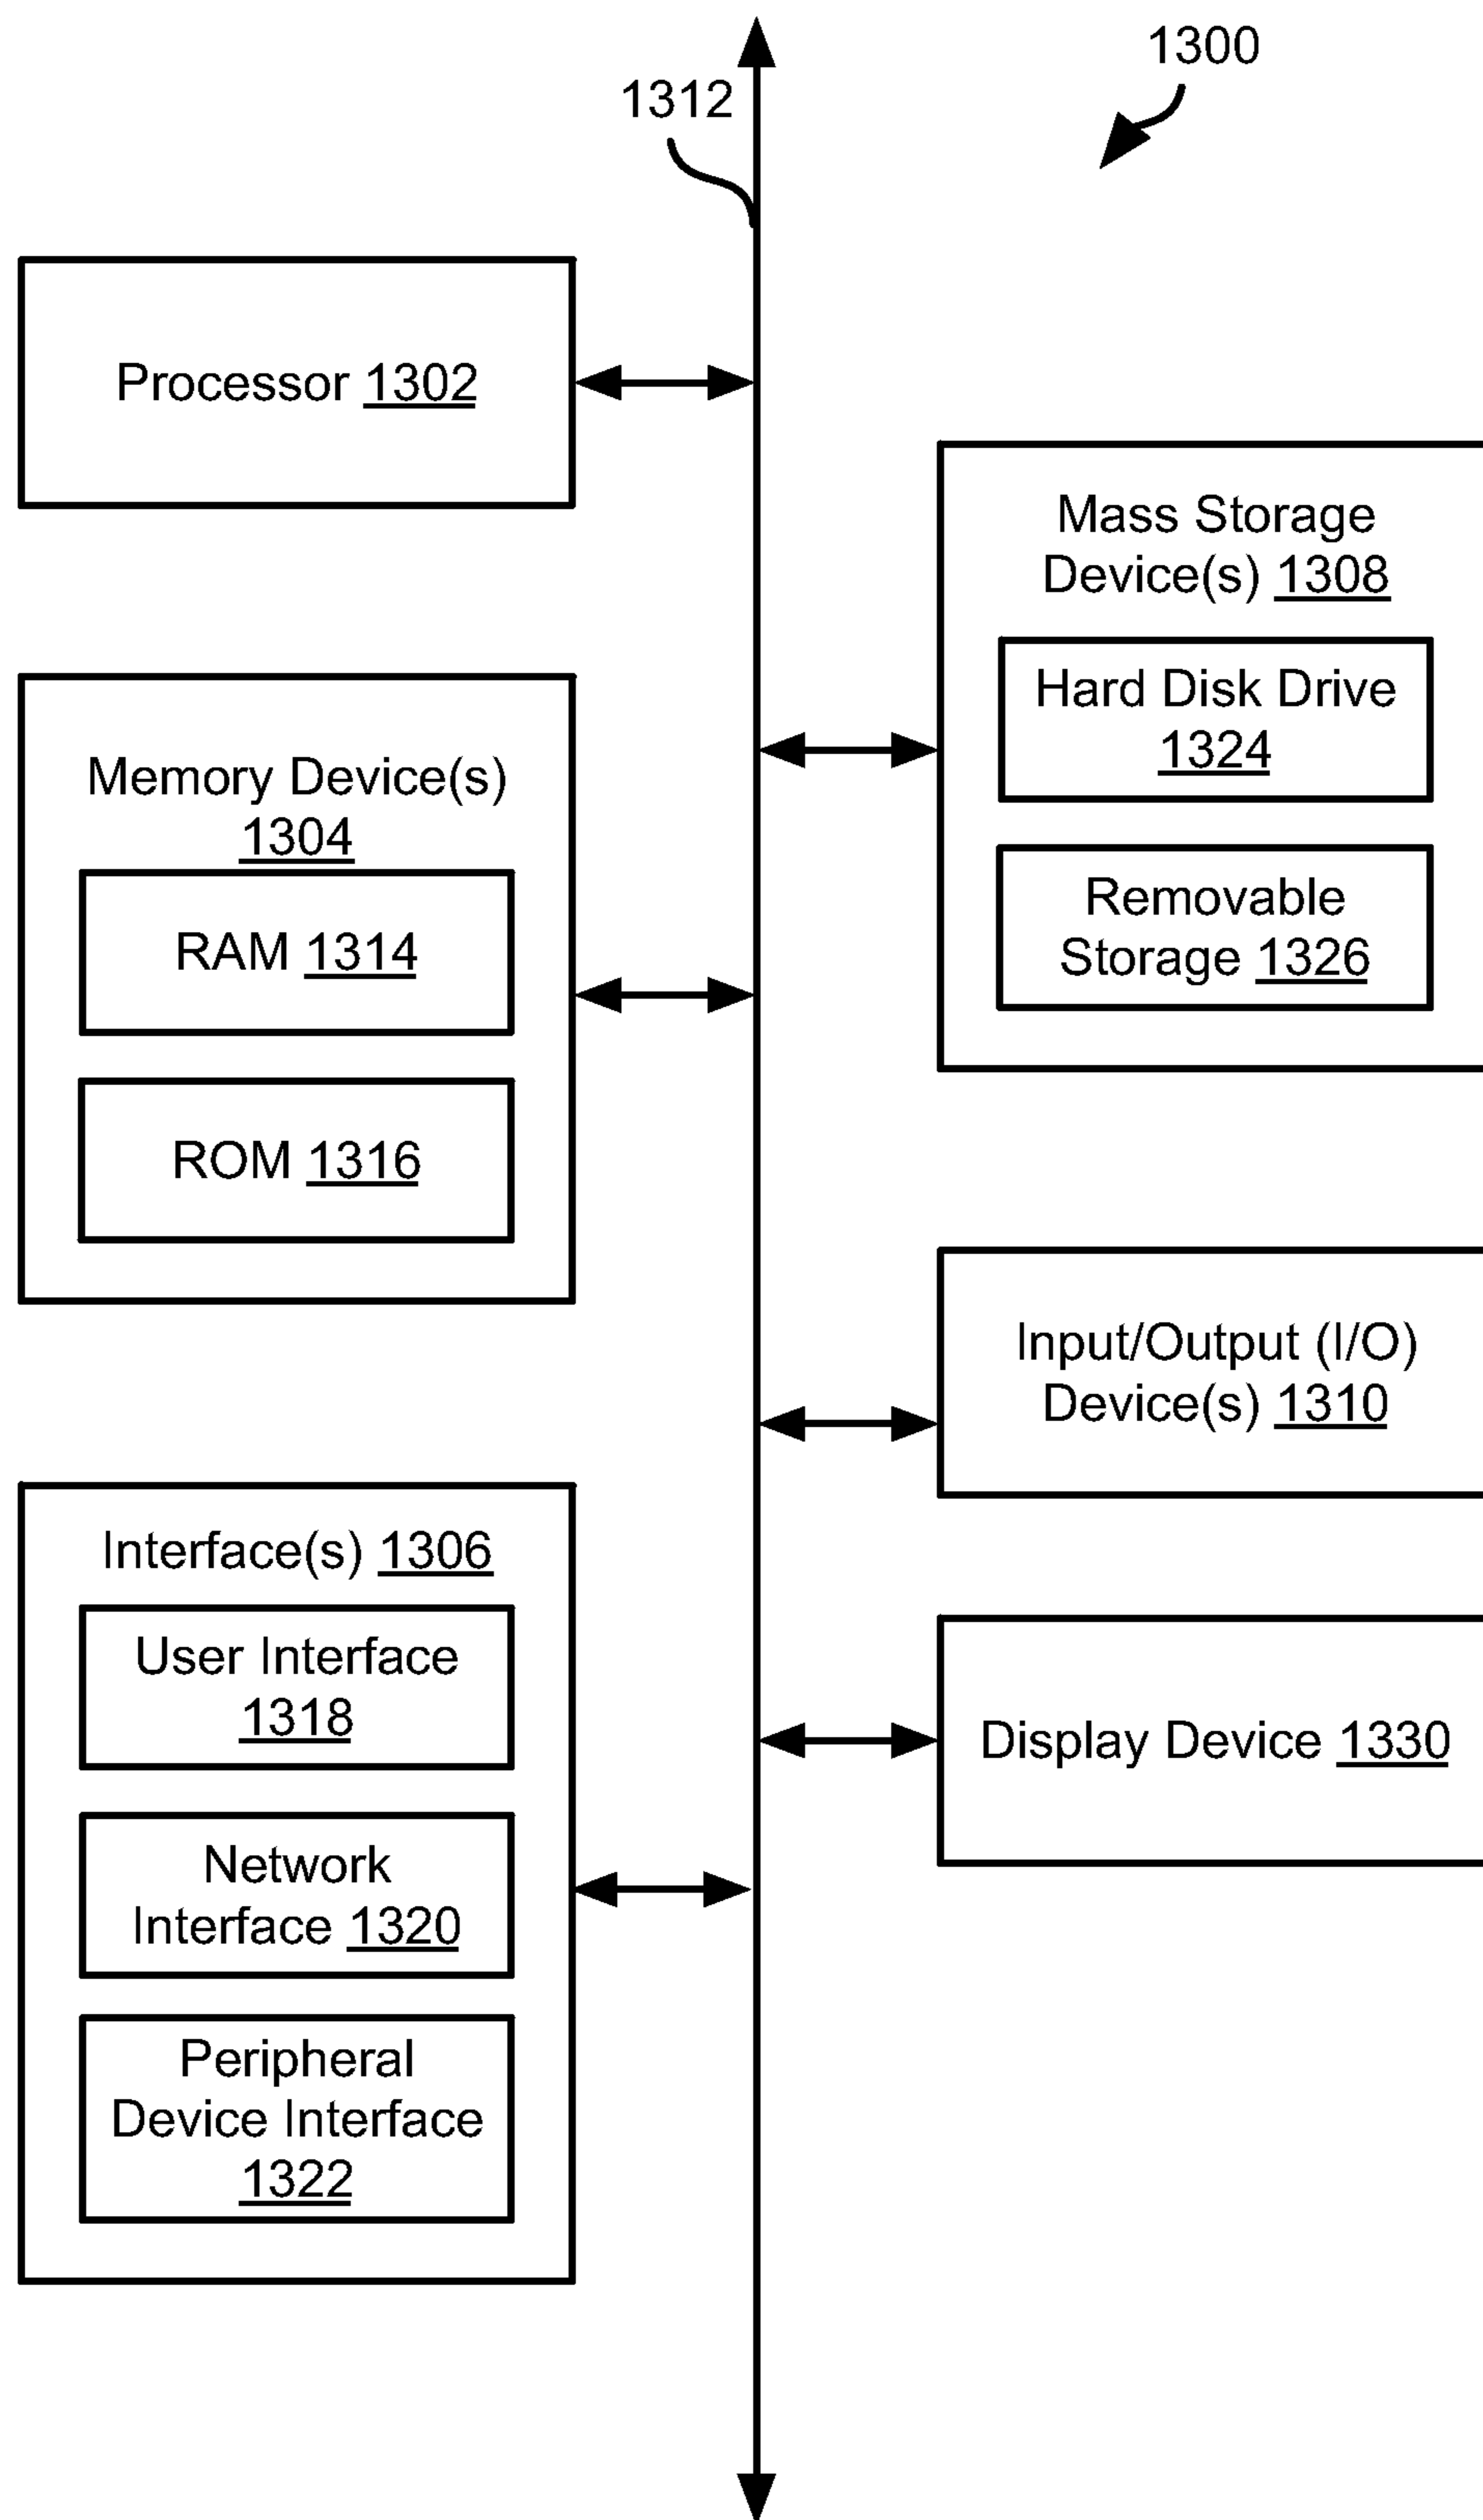 1300
1312
Processor 1302
Mass Storage
Device(s) 1308
Hard Disk Drive
1324
Removable
Storage 1326
Memory Device(s)
1304
RAM 1314
ROM 1316
Input/Output (I/O)
Device(s) 1310
Interface(s) 1306
User Interface
1318
Network
Interface 1320
Peripheral
Device Interface
1322
Display Device 1330